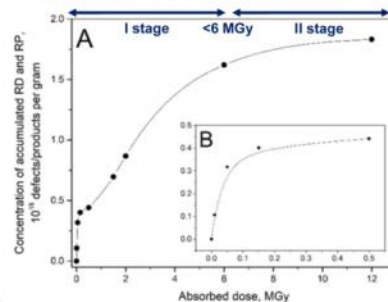 I stage <6 MGy II stage
A
Concentration of accumulated RD and RP,
10¹⁸ defects/products per gram
2.0
1.5
1.0
0.5
0.0
B
0.5
0.4
0.3
0.2
0.1
0.0
0.0 0.1 0.2 0.3 0.4 0.5
0 2 4 6 8 10 12
Absorbed dose, MGy